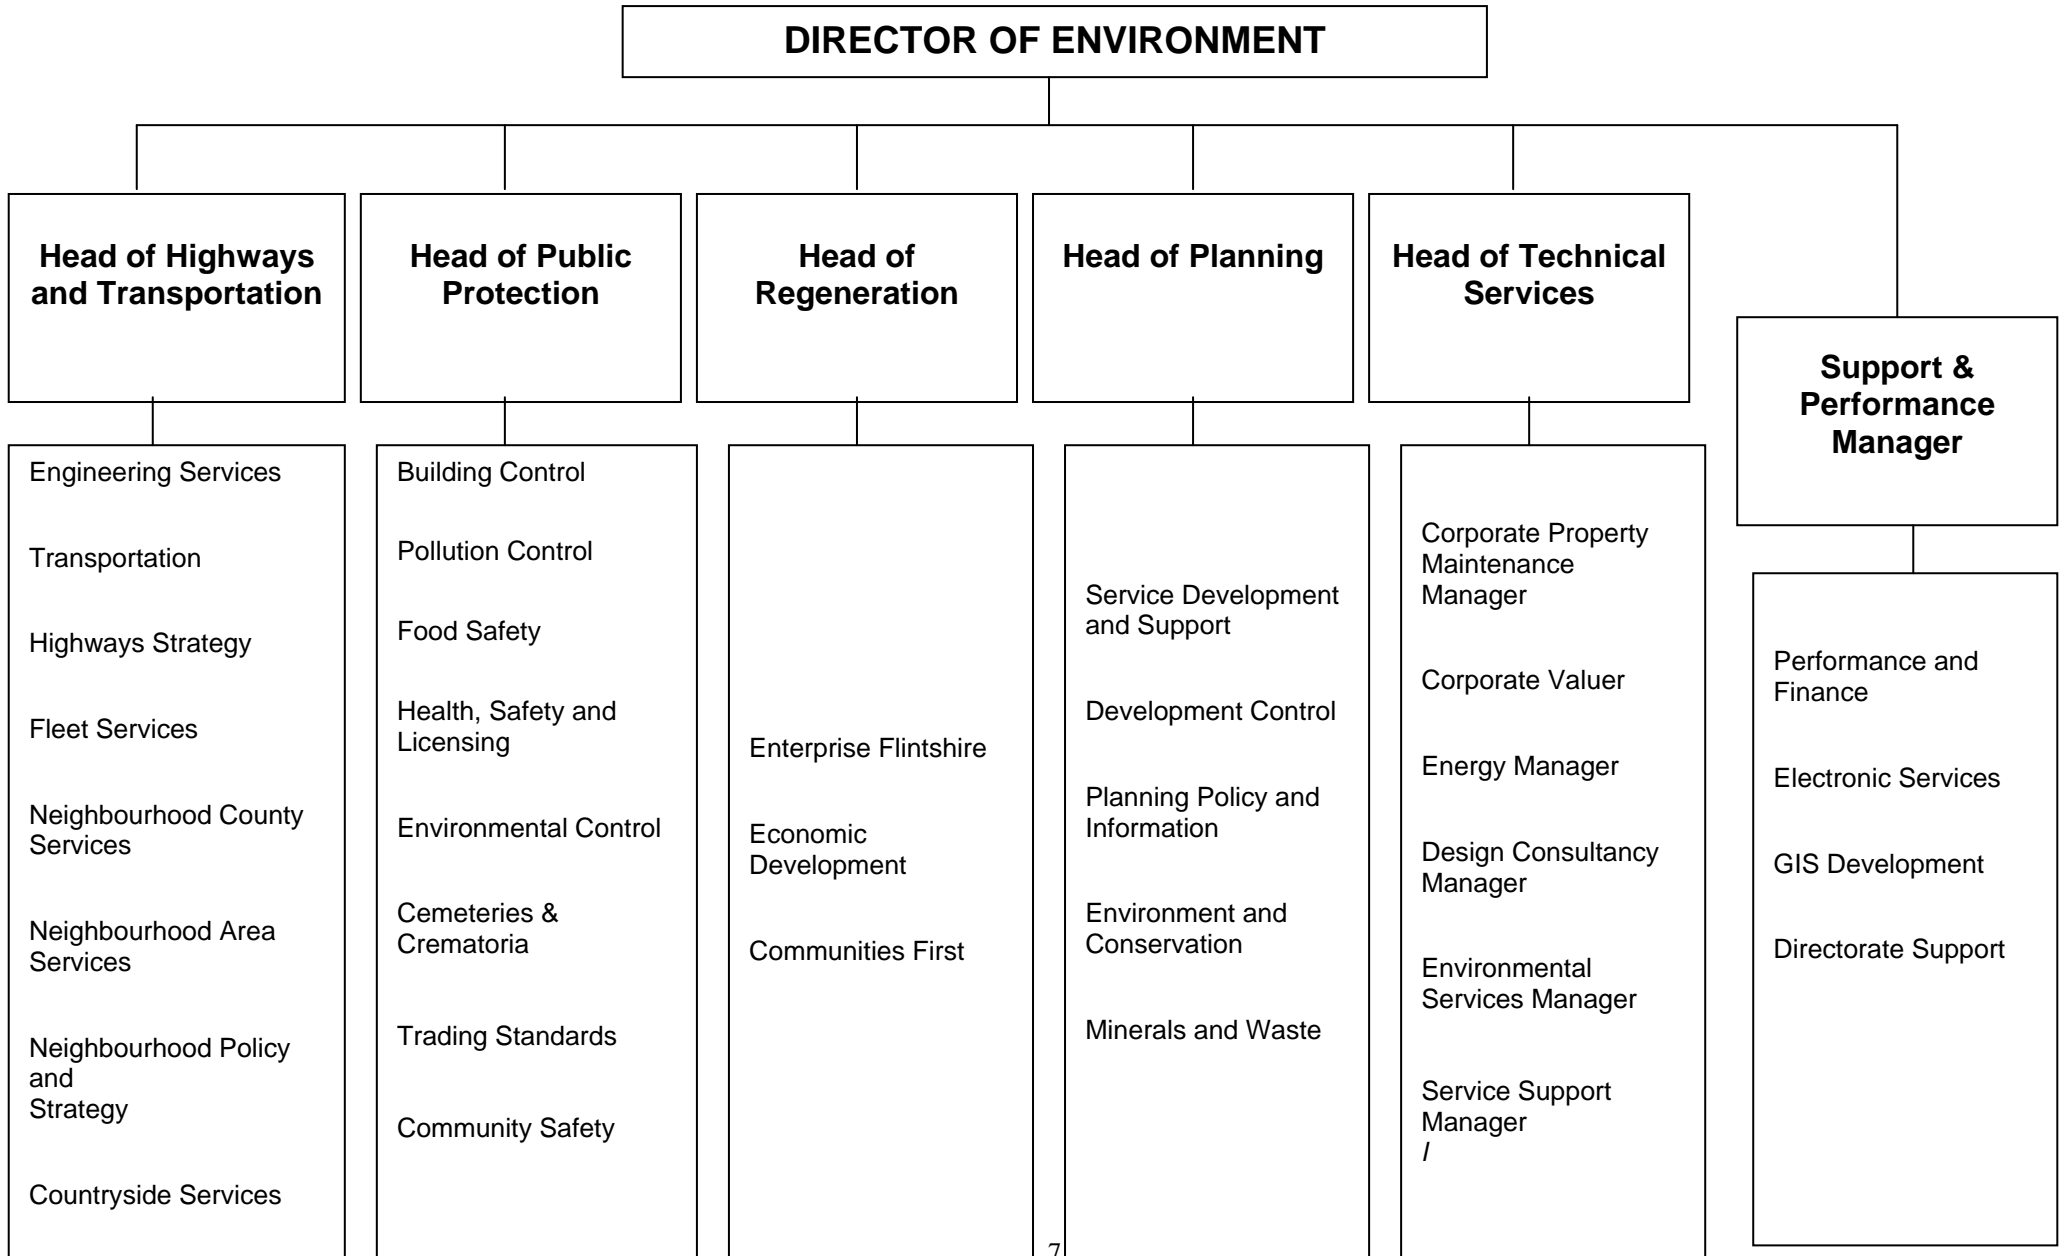 DIRECTOR OF ENVIRONMENT
Head of Highways
and Transportation
Head of Public
Protection
Head of
Regeneration
Head of Planning
Head of Technical
Services
Support &
Performance
Manager
Engineering Services
Transportation
Highways Strategy
Fleet Services
Neighbourhood County
Services
Neighbourhood Area
Services
Neighbourhood Policy
and
Strategy
Countryside Services
Building Control
Pollution Control
Food Safety
Health, Safety and
Licensing
Environmental Control
Cemeteries &
Crematoria
Trading Standards
Community Safety
Enterprise Flintshire
Economic
Development
Communities First
Service Development
and Support
Development Control
Planning Policy and
Information
Environment and
Conservation
Minerals and Waste
Corporate Property
Maintenance
Manager
Corporate Valuer
Energy Manager
Design Consultancy
Manager
Environmental
Services Manager
Service Support
Manager
/
Performance and
Finance
Electronic Services
GIS Development
Directorate Support
7